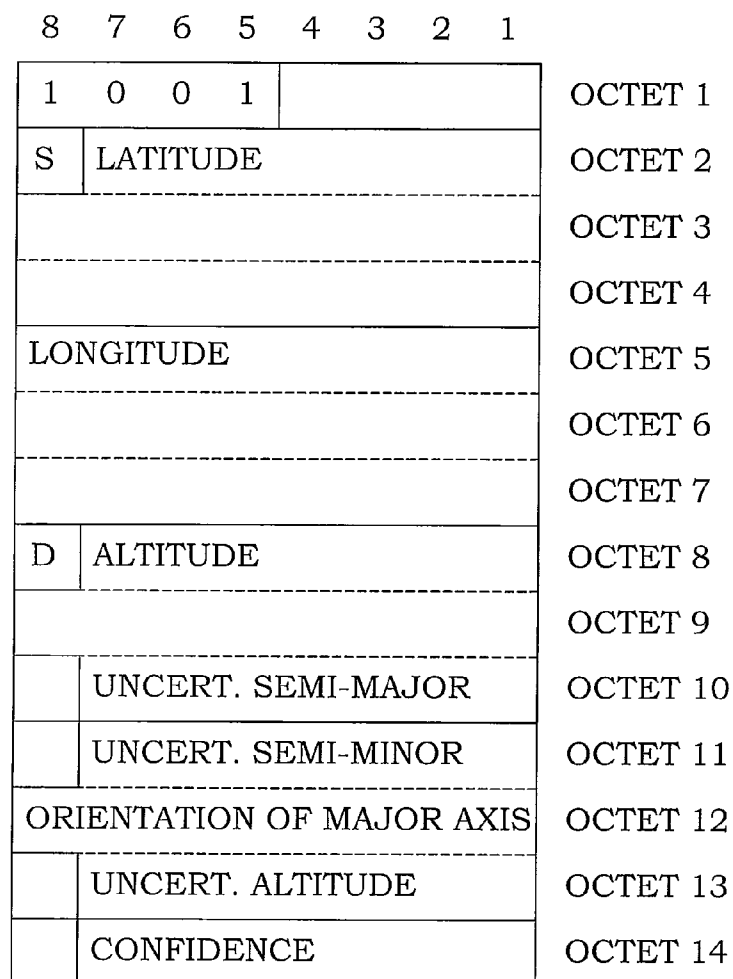 8 7 6 5 4 3 2 1
1 0 0 1 OCTET 1
S LATITUDE OCTET 2
OCTET 3
OCTET 4
LONGITUDE OCTET 5
OCTET 6
OCTET 7
D ALTITUDE OCTET 8
OCTET 9
UNCERT. SEMI-MAJOR OCTET 10
UNCERT. SEMI-MINOR OCTET 11
ORIENTATION OF MAJOR AXIS OCTET 12
UNCERT. ALTITUDE OCTET 13
CONFIDENCE OCTET 14